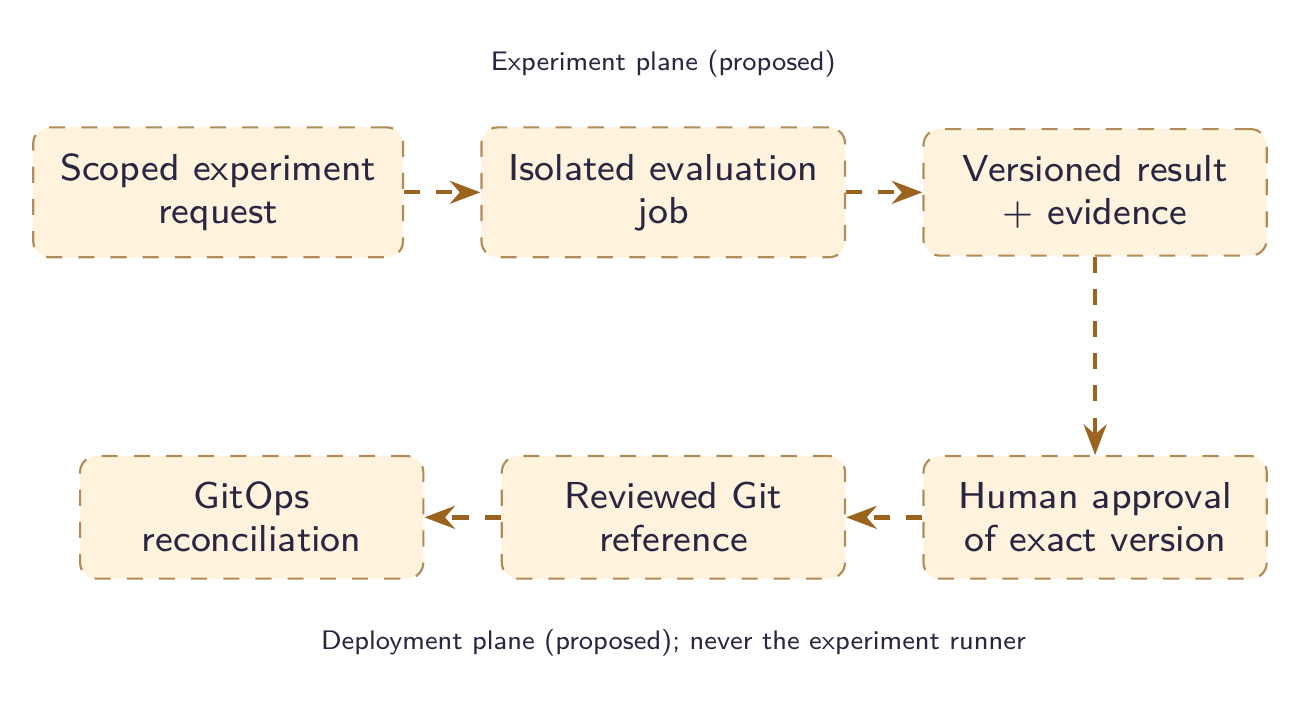 Experiment plane (proposed)
Scoped experiment
request
Isolated evaluation
job
Versioned result
+ evidence
GitOps
reconciliation
Reviewed Git
reference
Human approval
of exact version
Deployment plane (proposed); never the experiment runner